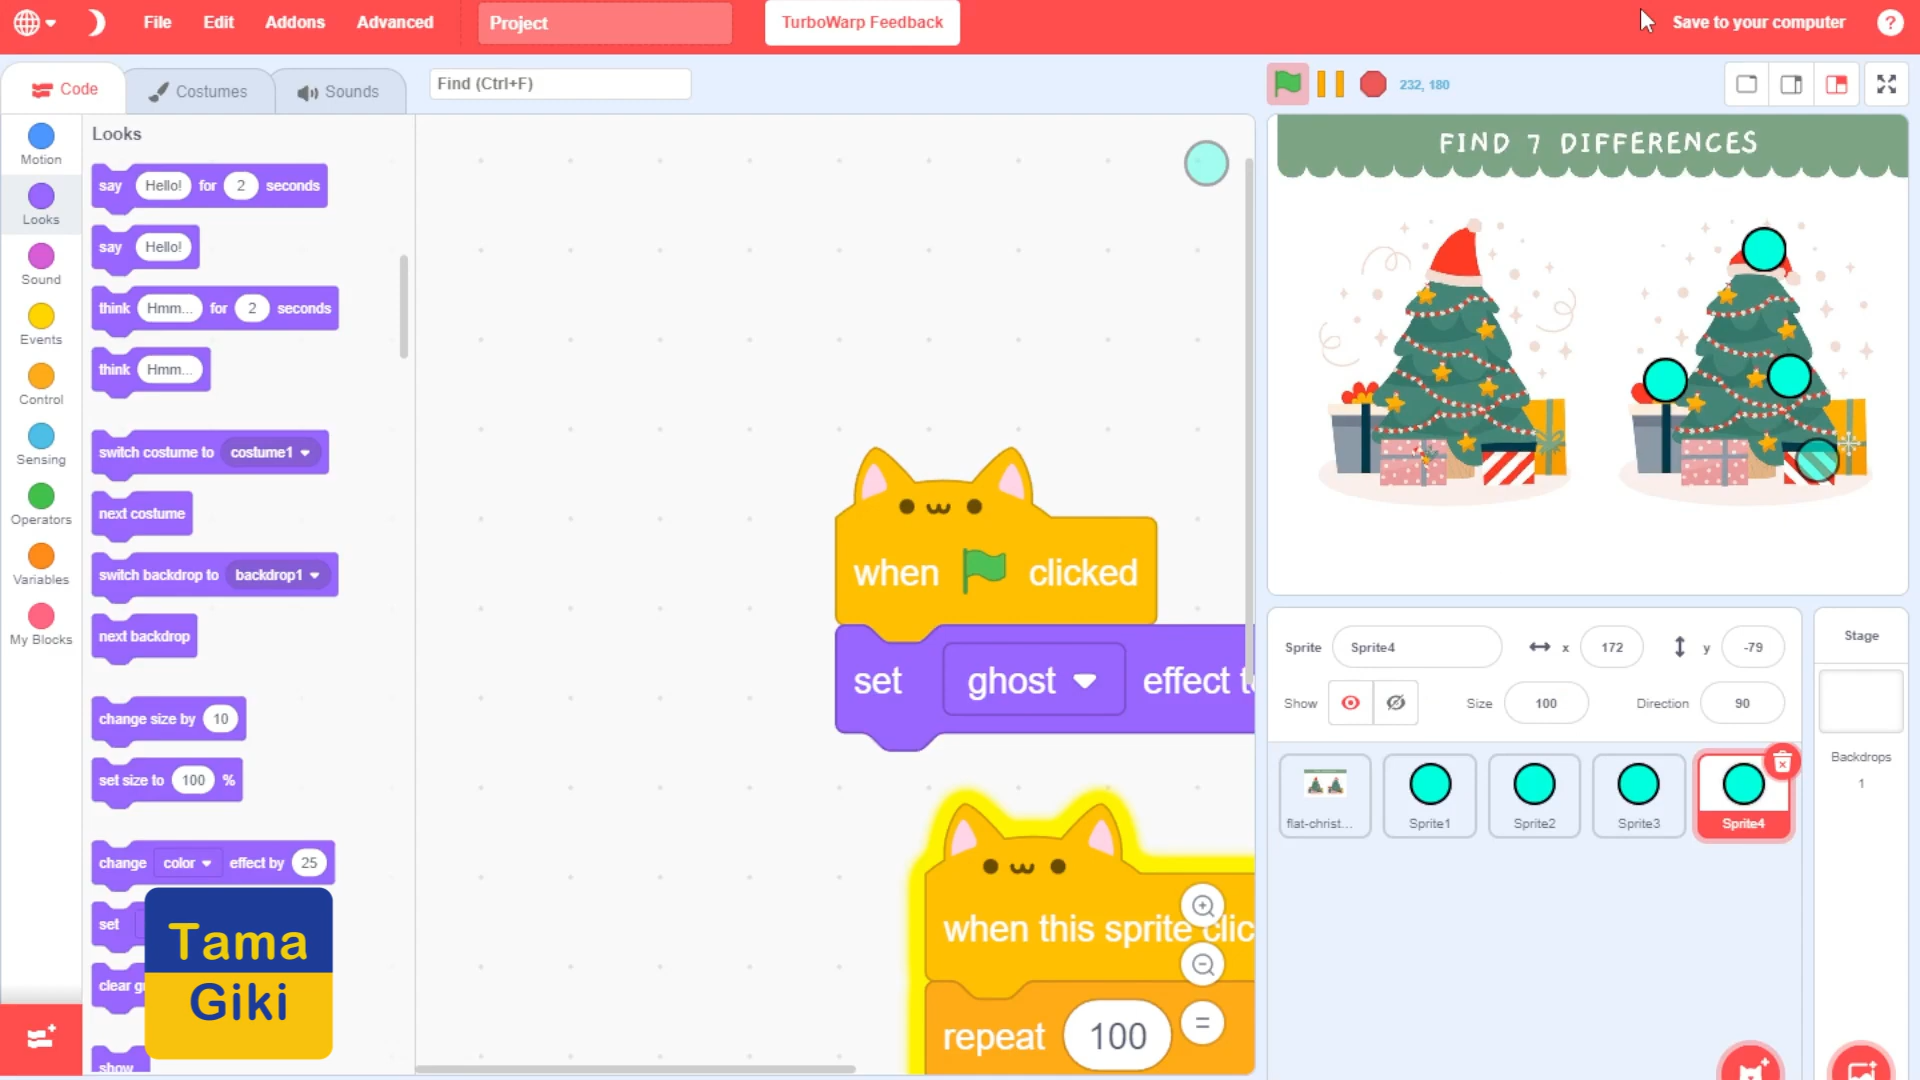 File Edit Addons Advanced Project TurboWarp Feedback Save to your computer ?
Code Costumes Sounds Find (Ctrl+F) 232, 180
Motion
Looks
Sound
Events
Control
Sensing
Operators
Variables
My Blocks
Looks
say Hello! for 2 seconds
say Hello!
think Hmm... for 2 seconds
think Hmm...
switch costume to costume1
next costume
switch backdrop to backdrop1
next backdrop
change size by 10
set size to 100 %
change color effect by 25
set
clear g
show
Tama
Giki
when clicked
set ghost effect t
when this sprite clic
repeat 100
FIND 7 DIFFERENCES
Sprite Sprite4 x 172 y -79
Show Size 100 Direction 90
flat-christ... Sprite1 Sprite2 Sprite3 Sprite4
Stage
Backdrops
1